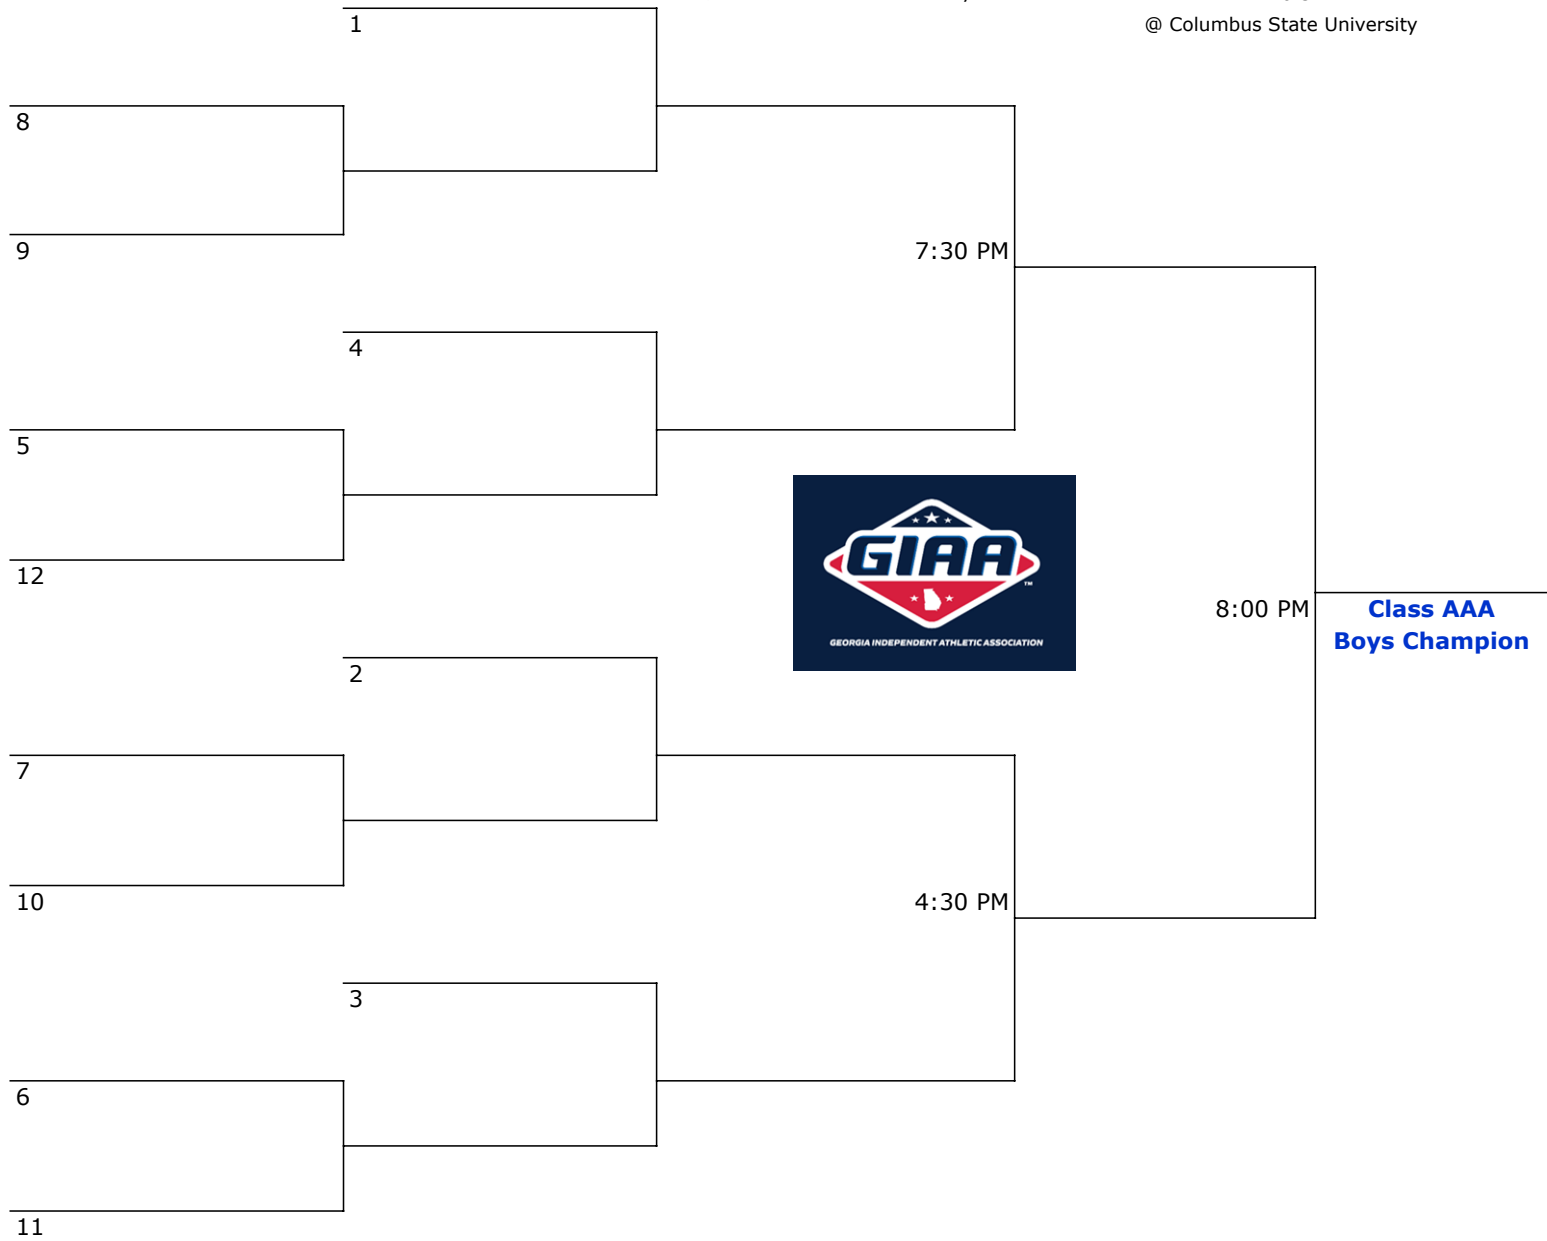 @ Columbus State University
1
8
9
7:30 PM
4
5
12
GIAA
TM
GEORGIA INDEPENDENT ATHLETIC ASSOCIATION
8:00 PM
Class AAA
Boys Champion
2
7
10
4:30 PM
3
6
11